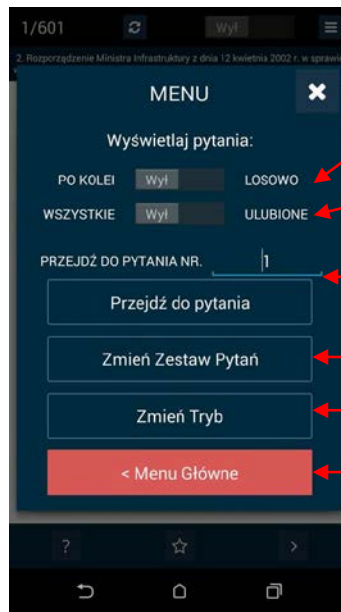 1/601 Wył
2. Rozporządzenie Ministra Infrastruktury z dnia 12 kwietnia 2002 r. w sprawie
MENU
Wyświetlaj pytania:
PO KOLEI Wył LOSOWO
WSZYSTKIE Wył ULUBIONE
PRZEJDŹ DO PYTANIA NR. 1
Przejdź do pytania
Zmień Zestaw Pytań
Zmień Tryb
< Menu Główne
?